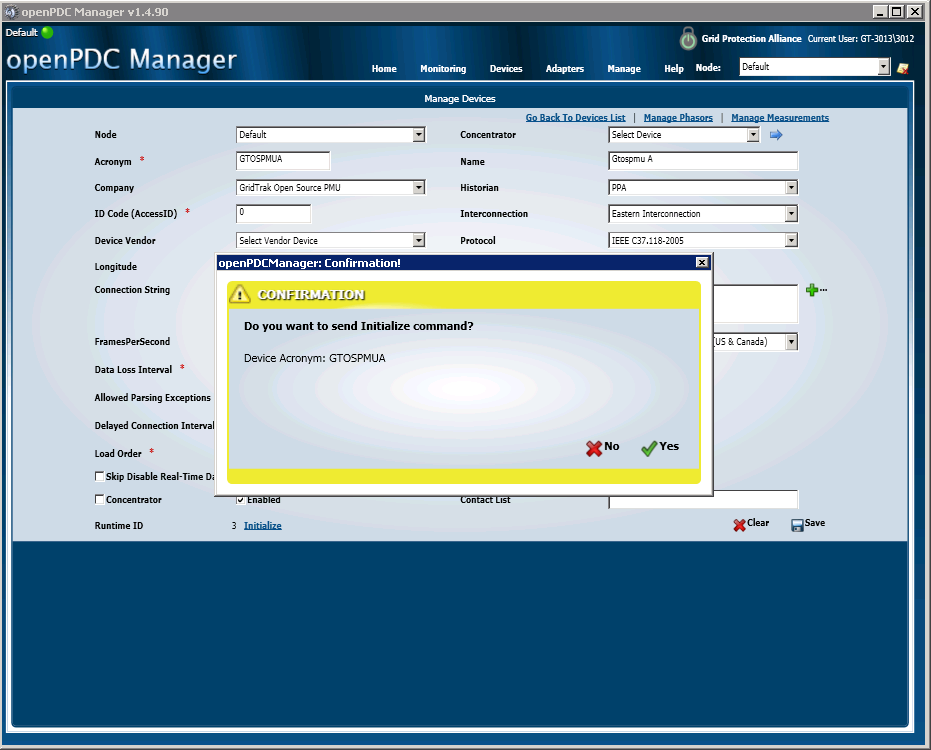 openPDC Manager v1.4.90
Default
openPDC Manager
Grid Protection Alliance Current User: GT-3013\3012
Home Monitoring Devices Adapters Manage Help Node: Default
Manage Devices
Go Back To Devices List | Manage Phasors | Manage Measurements
Node Default Concentrator Select Device
Acronym * GTOSPMUA Name Gtospmu A
Company GridTrak Open Source PMU Historian PPA
ID Code (AccessID) * 0 Interconnection Eastern Interconnection
Device Vendor Select Vendor Device Protocol IEEE C37.118-2005
Longitude
openPDCManager: Confirmation!
Connection String
CONFIRMATION
Do you want to send Initialize command?
FramesPerSecond (US & Canada)
Device Acronym: GTOSPMUA
Data Loss Interval *
Allowed Parsing Exceptions
Delayed Connection Interval
No Yes
Load Order *
Skip Disable Real-Time Da
Concentrator Enabled Contact List
Runtime ID 3 Initialize Clear Save